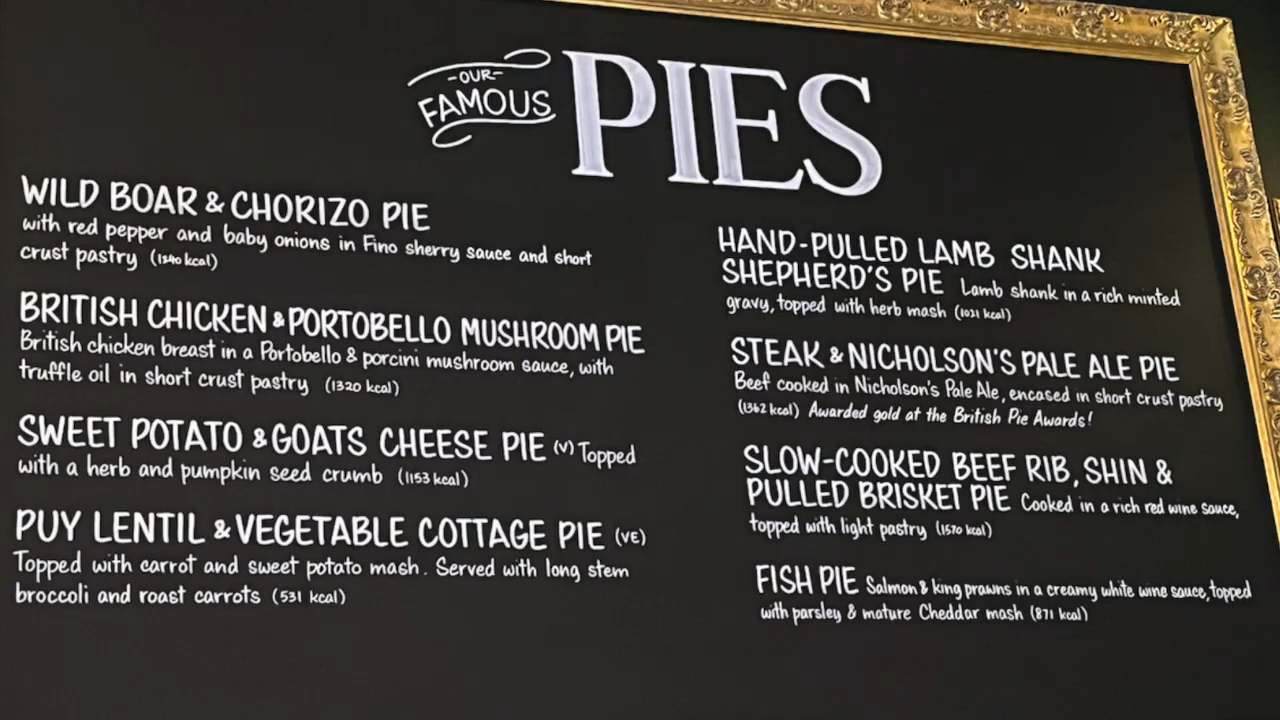 -OUR-
FAMOUS
PIES
WILD BOAR & CHORIZO PIE
with red pepper and baby onions in Fino sherry sauce and short
crust pastry (1240 kcal)
BRITISH CHICKEN & PORTOBELLO MUSHROOM PIE
British chicken breast in a Portobello & porcini mushroom sauce, with
truffle oil in short crust pastry (1320 kcal)
SWEET POTATO & GOATS CHEESE PIE (V) Topped
with a herb and pumpkin seed crumb (1153 kcal)
PUY LENTIL & VEGETABLE COTTAGE PIE (VE)
Topped with carrot and sweet potato mash. Served with long stem
broccoli and roast carrots (531 kcal)
HAND-PULLED LAMB SHANK
SHEPHERD'S PIE Lamb shank in a rich minted
gravy, topped with herb mash (1031 kcal)
STEAK & NICHOLSON'S PALE ALE PIE
Beef cooked in Nicholson's Pale Ale, encased in short crust pastry
(1362 kcal) Awarded gold at the British Pie Awards!
SLOW-COOKED BEEF RIB, SHIN &
PULLED BRISKET PIE Cooked in a rich red wine sauce,
topped with light pastry (1570 kcal)
FISH PIE Salmon & king prawns in a creamy white wine sauce, topped
with parsley & mature Cheddar mash (871 kcal)